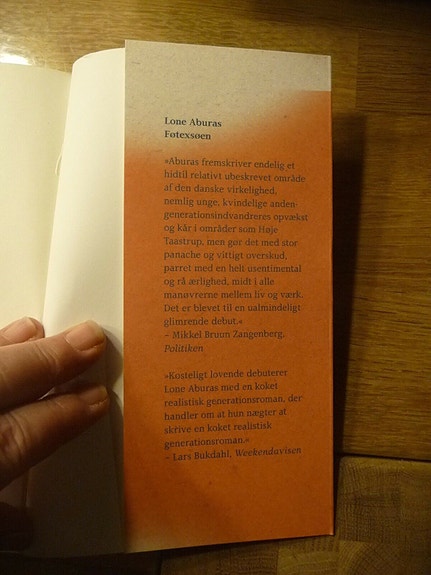 Lone Aburas
Føtexsøen
»Aburas fremskriver endelig et
hidtil relativt ubeskrevet område
af den danske virkelighed,
nemlig unge, kvindelige anden-
generationsindvandreres opvækst
og kår i områder som Høje
Taastrup, men gør det med stor
panache og vittigt overskud,
parret med en helt usentimental
og rå ærlighed, midt i alle
manøvrerne mellem liv og værk.
Det er blevet til en ualmindeligt
glimrende debut.«
– Mikkel Bruun Zangenberg,
Politiken
»Kosteligt lovende debuterer
Lone Aburas med en koket
realistisk generationsroman, der
handler om at hun nægter at
skrive en koket realistisk
generationsroman.«
– Lars Bukdahl, Weekendavisen